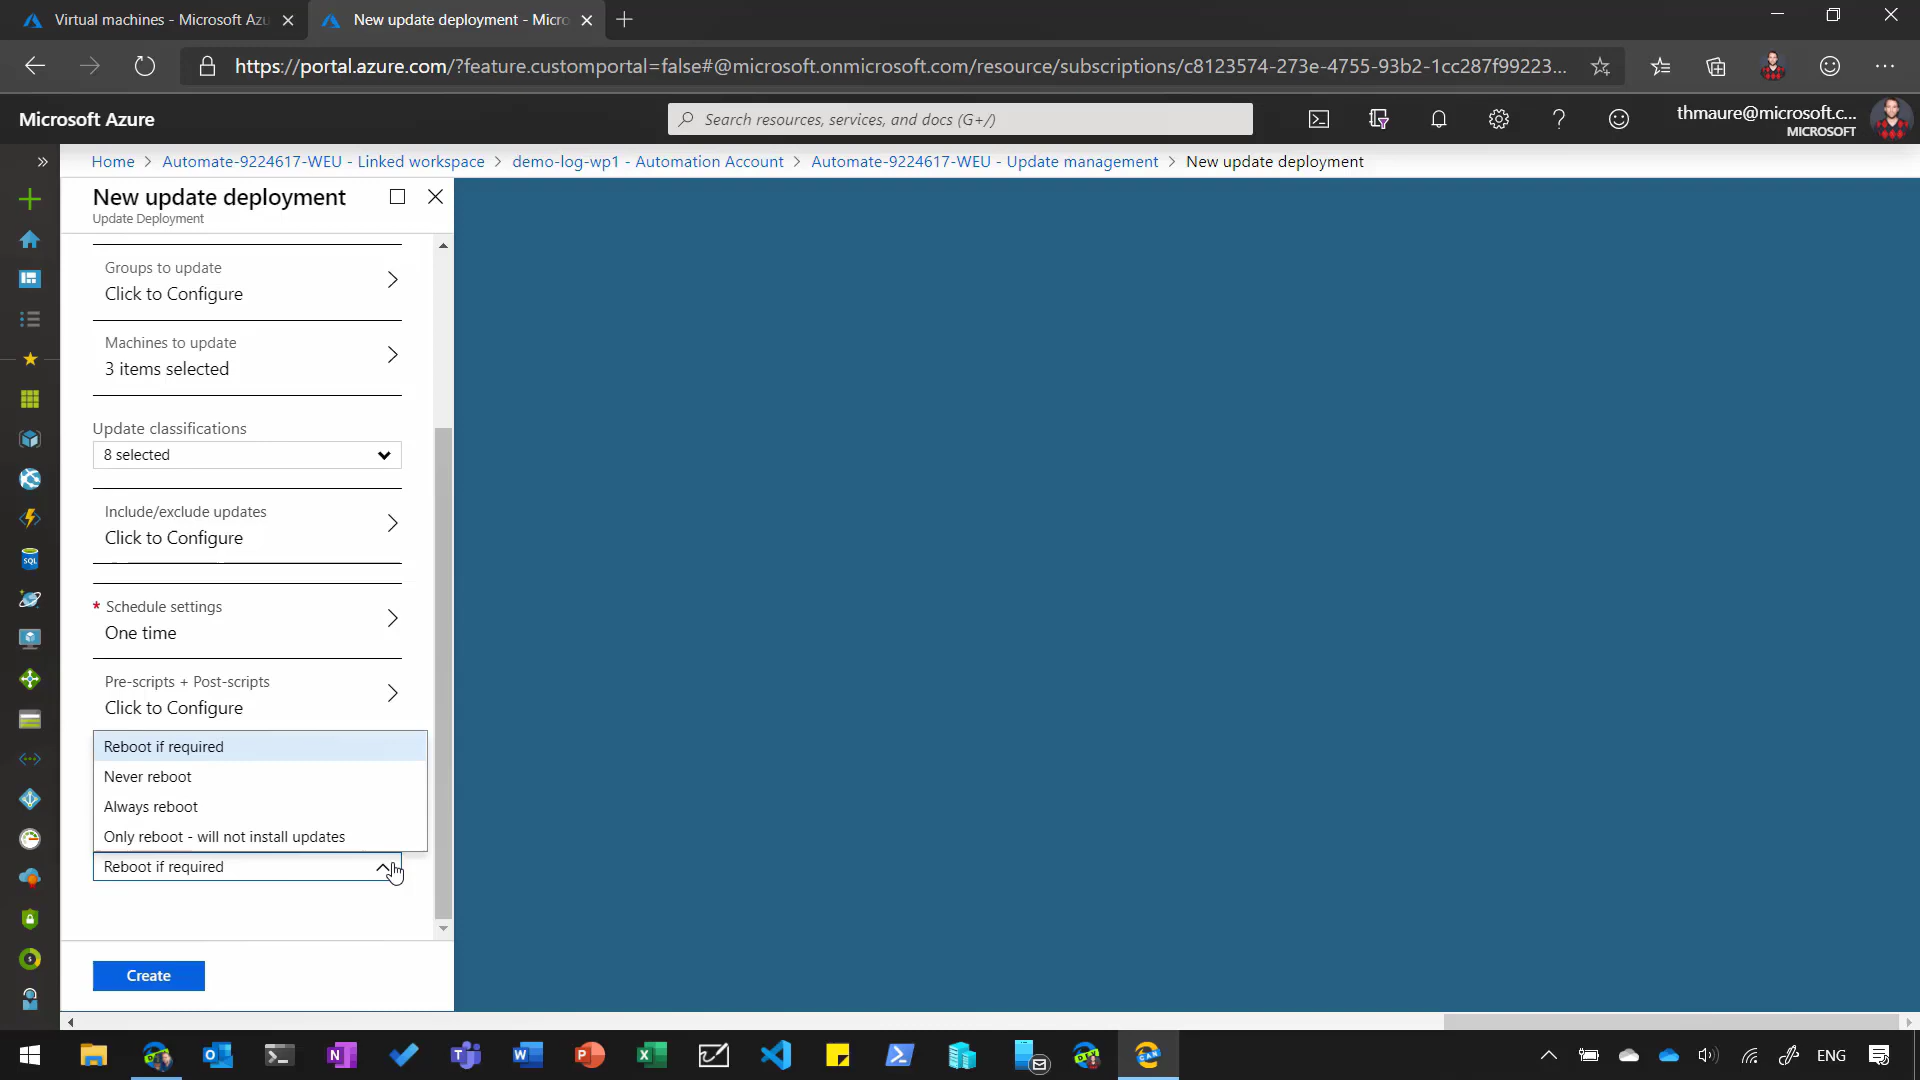 Virtual machines - Microsoft Azu
New update deployment - Micro
https://portal.azure.com/?feature.customportal=false#@microsoft.onmicrosoft.com/resource/subscriptions/c8123574-273e-4755-93b2-1cc287f99223...
Microsoft Azure
Search resources, services, and docs (G+/)
thmaure@microsoft.c...
MICROSOFT
Home > Automate-9224617-WEU - Linked workspace > demo-log-wp1 - Automation Account > Automate-9224617-WEU - Update management > New update deployment
New update deployment
Update Deployment
Groups to update
Click to Configure
Machines to update
3 items selected
Update classifications
8 selected
Include/exclude updates
Click to Configure
* Schedule settings
One time
Pre-scripts + Post-scripts
Click to Configure
Reboot if required
Never reboot
Always reboot
Only reboot - will not install updates
Reboot if required
Create
SQL
ENG